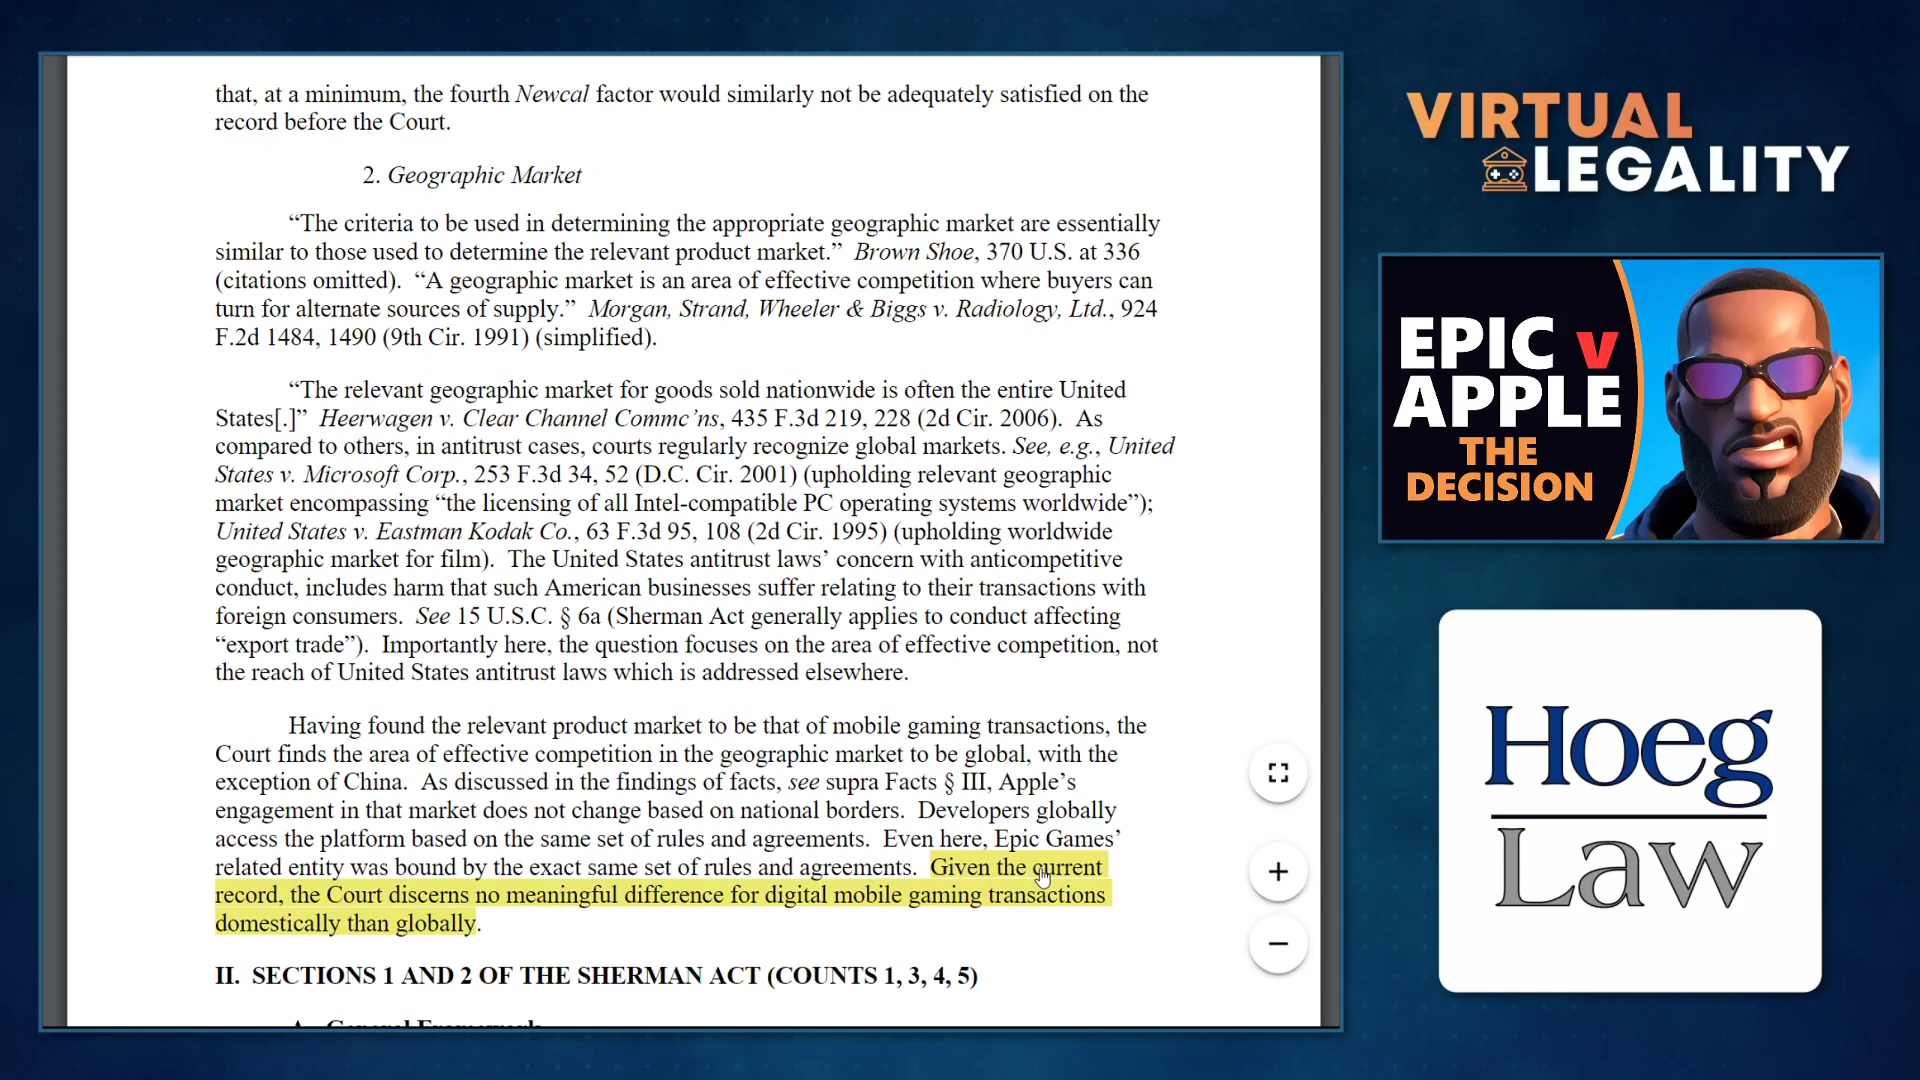 that, at a minimum, the fourth Newcal factor would similarly not be adequately satisfied on the
record before the Court.
2. Geographic Market
“The criteria to be used in determining the appropriate geographic market are essentially
similar to those used to determine the relevant product market.”  Brown Shoe, 370 U.S. at 336
(citations omitted).  “A geographic market is an area of effective competition where buyers can
turn for alternate sources of supply.”  Morgan, Strand, Wheeler & Biggs v. Radiology, Ltd., 924
F.2d 1484, 1490 (9th Cir. 1991) (simplified).
“The relevant geographic market for goods sold nationwide is often the entire United
States[.]”  Heerwagen v. Clear Channel Commc’ns, 435 F.3d 219, 228 (2d Cir. 2006).  As
compared to others, in antitrust cases, courts regularly recognize global markets. See, e.g., United
States v. Microsoft Corp., 253 F.3d 34, 52 (D.C. Cir. 2001) (upholding relevant geographic
market encompassing “the licensing of all Intel-compatible PC operating systems worldwide”);
United States v. Eastman Kodak Co., 63 F.3d 95, 108 (2d Cir. 1995) (upholding worldwide
geographic market for film).  The United States antitrust laws’ concern with anticompetitive
conduct, includes harm that such American businesses suffer relating to their transactions with
foreign consumers.  See 15 U.S.C. § 6a (Sherman Act generally applies to conduct affecting
“export trade”).  Importantly here, the question focuses on the area of effective competition, not
the reach of United States antitrust laws which is addressed elsewhere.
Having found the relevant product market to be that of mobile gaming transactions, the
Court finds the area of effective competition in the geographic market to be global, with the
exception of China.  As discussed in the findings of facts, see supra Facts § III, Apple’s
engagement in that market does not change based on national borders.  Developers globally
access the platform based on the same set of rules and agreements.  Even here, Epic Games’
related entity was bound by the exact same set of rules and agreements.  Given the current
record, the Court discerns no meaningful difference for digital mobile gaming transactions
domestically than globally.
II.  SECTIONS 1 AND 2 OF THE SHERMAN ACT (COUNTS 1, 3, 4, 5)
A.  General Framework
VIRTUAL
LEGALITY
EPIC v
APPLE
THE
DECISION
Hoeg
Law